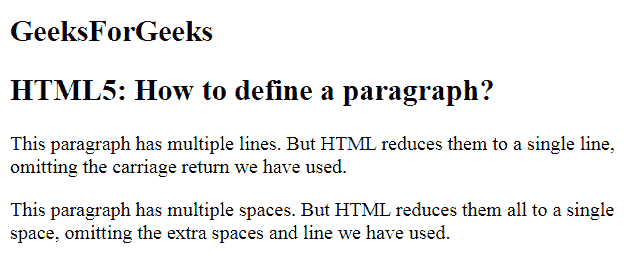 GeeksForGeeks
HTML5: How to define a paragraph?
This paragraph has multiple lines. But HTML reduces them to a single line,
omitting the carriage return we have used.
This paragraph has multiple spaces. But HTML reduces them all to a single
space, omitting the extra spaces and line we have used.